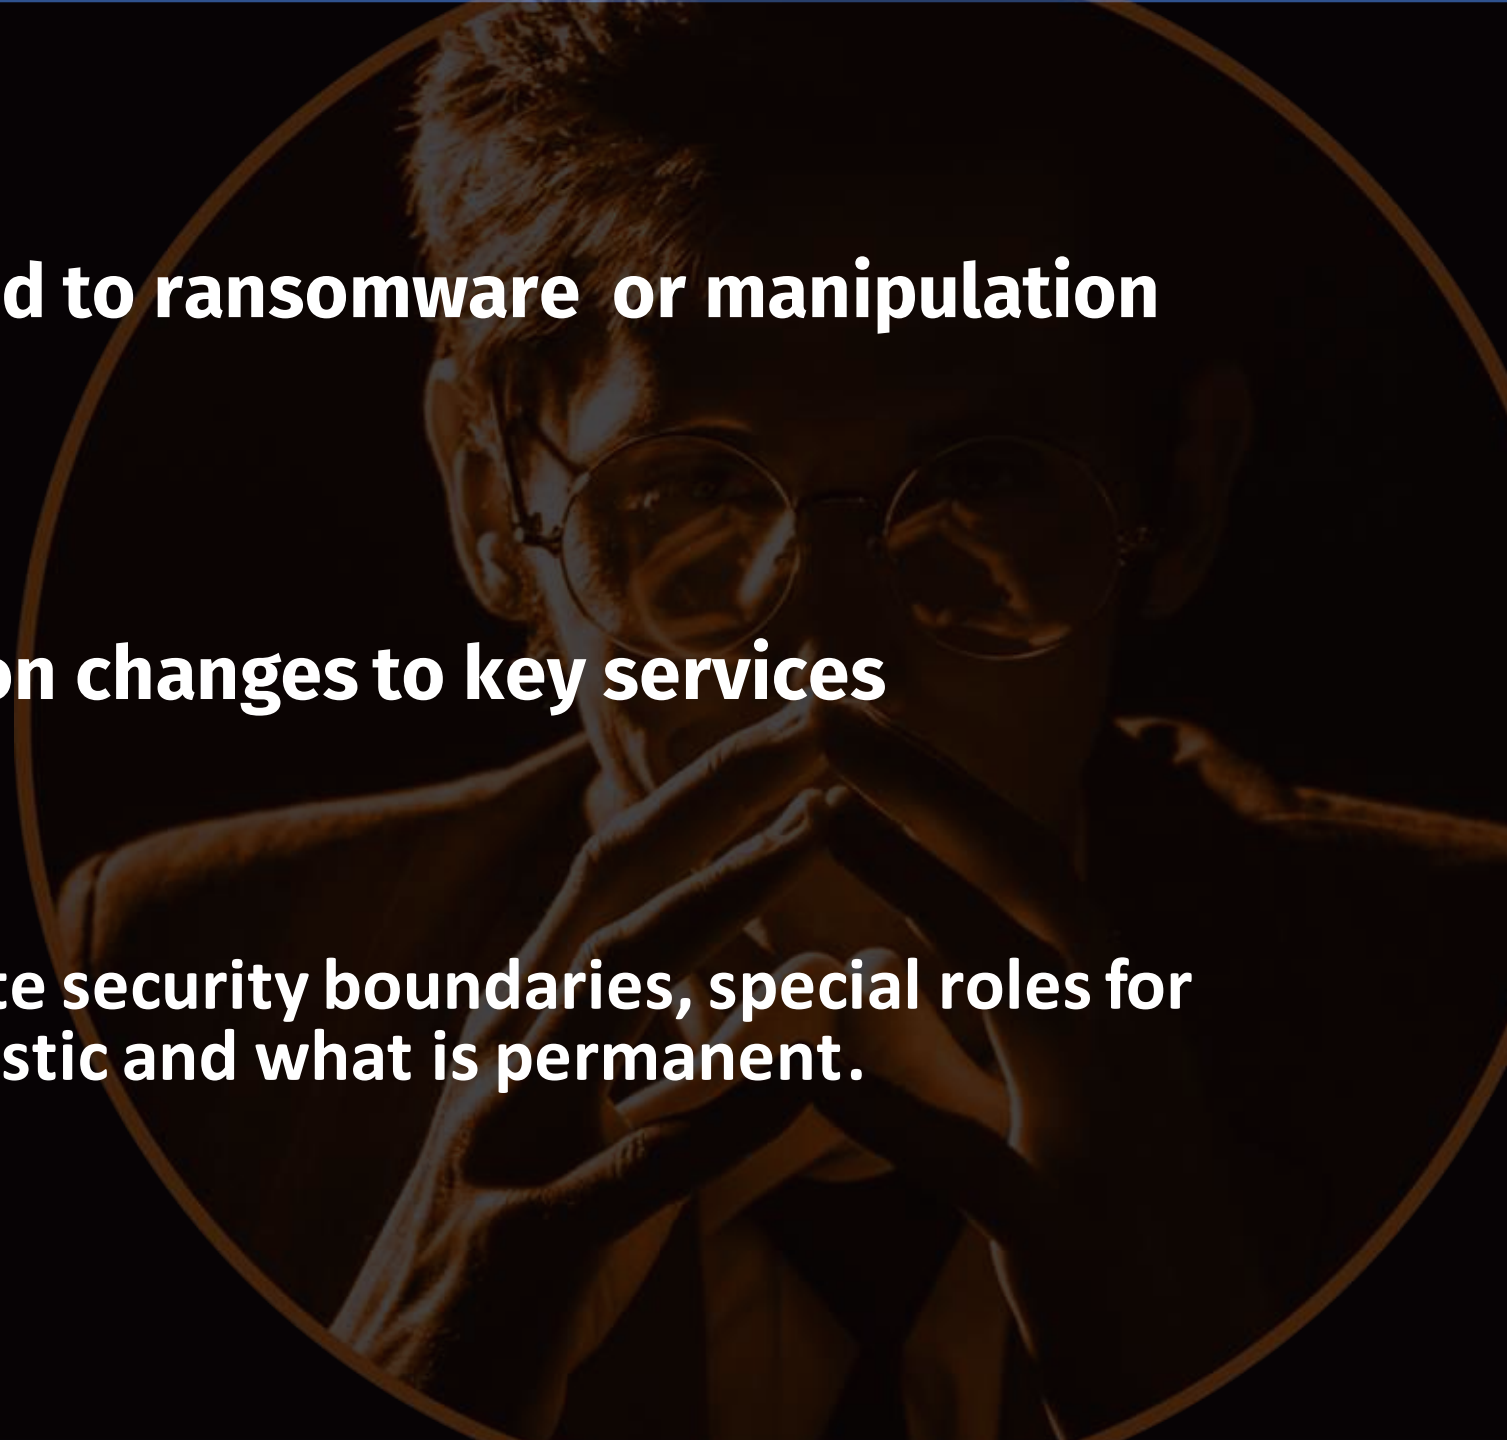 d to ransomware or manipulation
on changes to key services
te security boundaries, special roles for
stic and what is permanent.